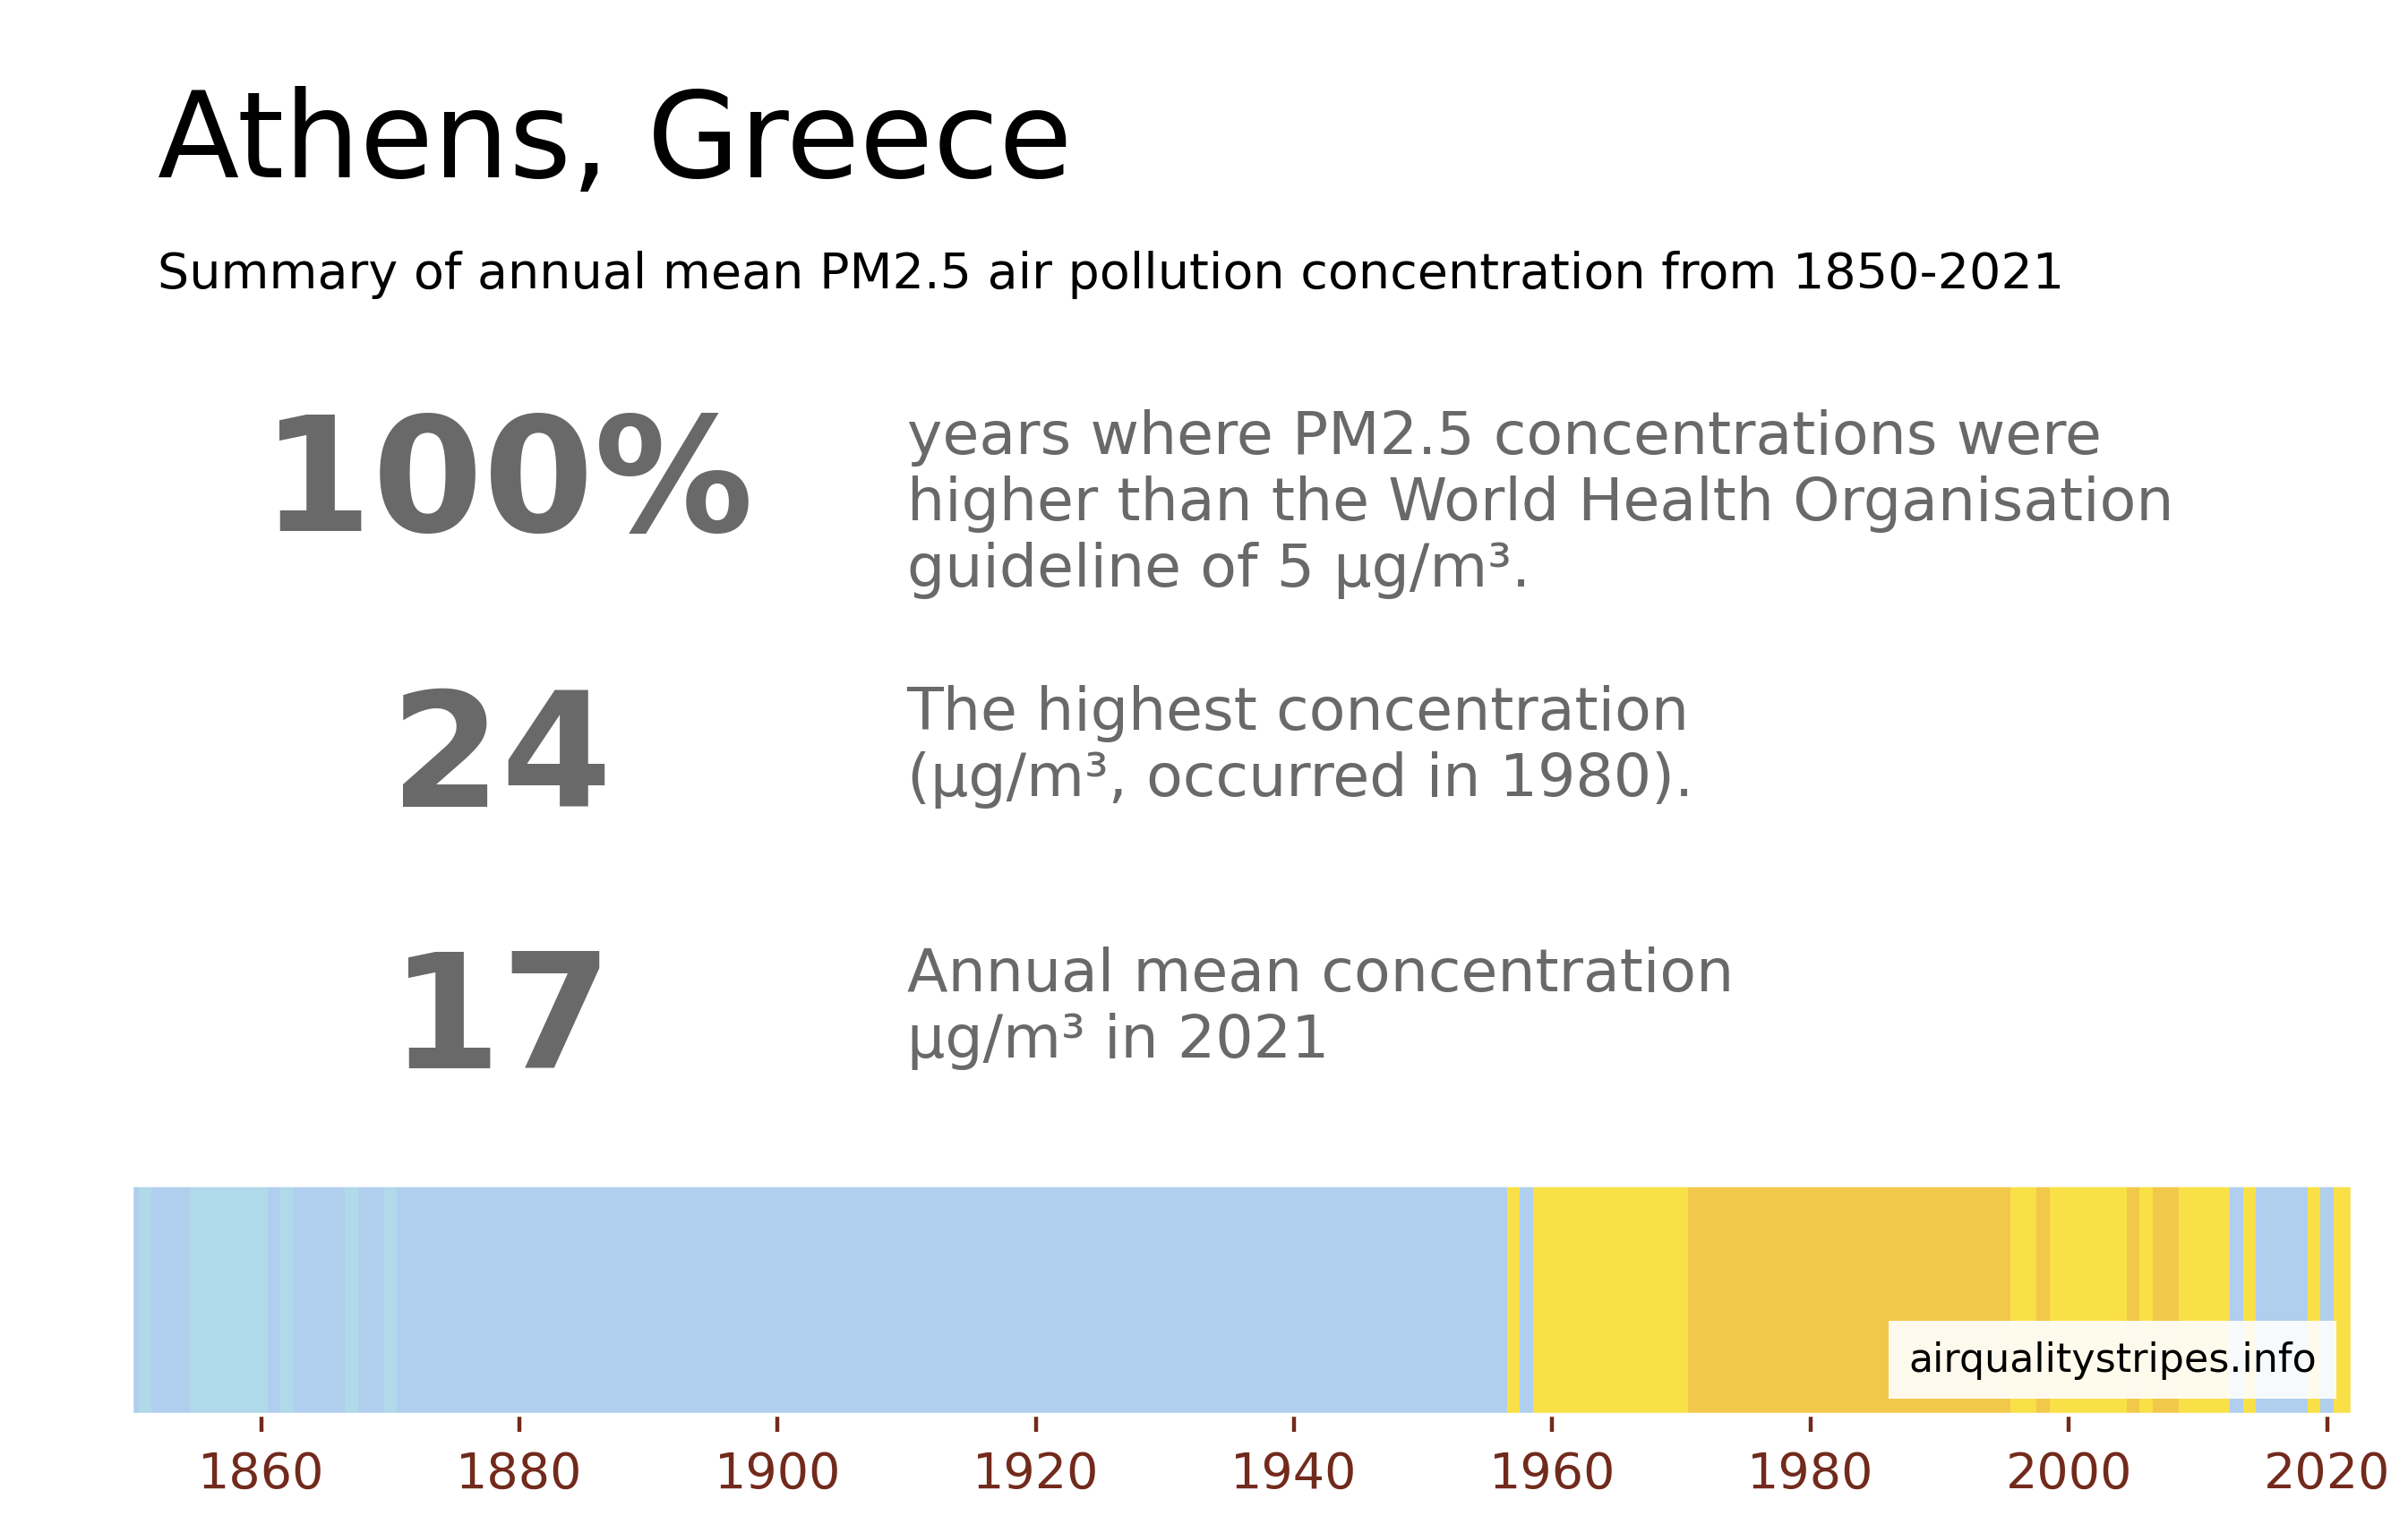 Athens, Greece
Summary of annual mean PM2.5 air pollution concentration from 1850-2021
100%
years where PM2.5 concentrations were
higher than the World Health Organisation
guideline of 5 µg/m³.
24
The highest concentration
(µg/m³, occurred in 1980).
17
Annual mean concentration
µg/m³ in 2021
airqualitystripes.info
1860 1880 1900 1920 1940 1960 1980 2000 2020